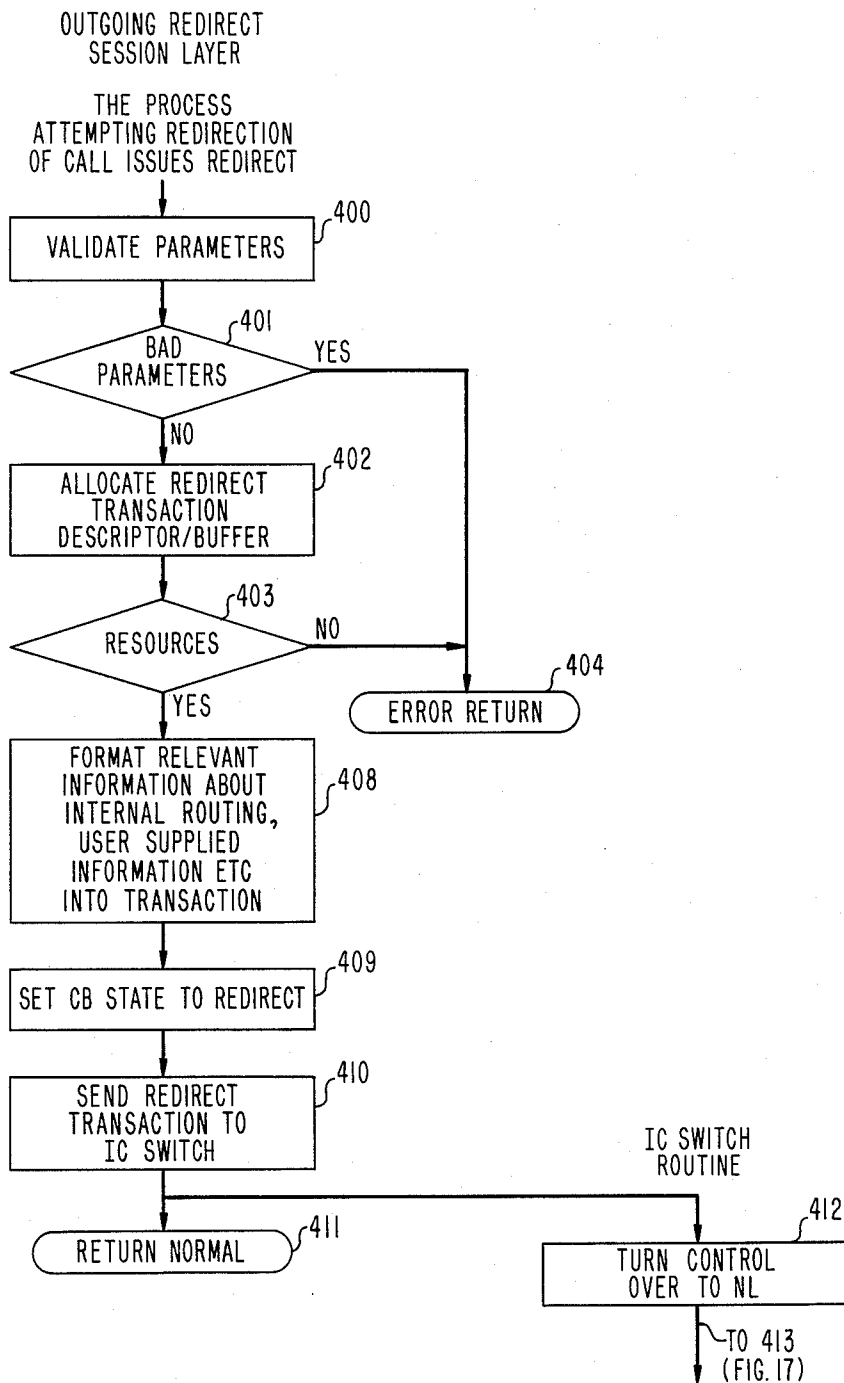 OUTGOING REDIRECT
SESSION LAYER
THE PROCESS
ATTEMPTING REDIRECTION
OF CALL ISSUES REDIRECT
400
VALIDATE PARAMETERS
401
BAD
PARAMETERS
YES
NO
402
ALLOCATE REDIRECT
TRANSACTION
DESCRIPTOR/BUFFER
403
RESOURCES
NO
YES
404
ERROR RETURN
FORMAT RELEVANT
INFORMATION ABOUT
INTERNAL ROUTING,
USER SUPPLIED
INFORMATION ETC
INTO TRANSACTION
408
409
SET CB STATE TO REDIRECT
410
SEND REDIRECT
TRANSACTION TO
IC SWITCH
IC SWITCH
ROUTINE
411
RETURN NORMAL
412
TURN CONTROL
OVER TO NL
TO 413
(FIG. 17)